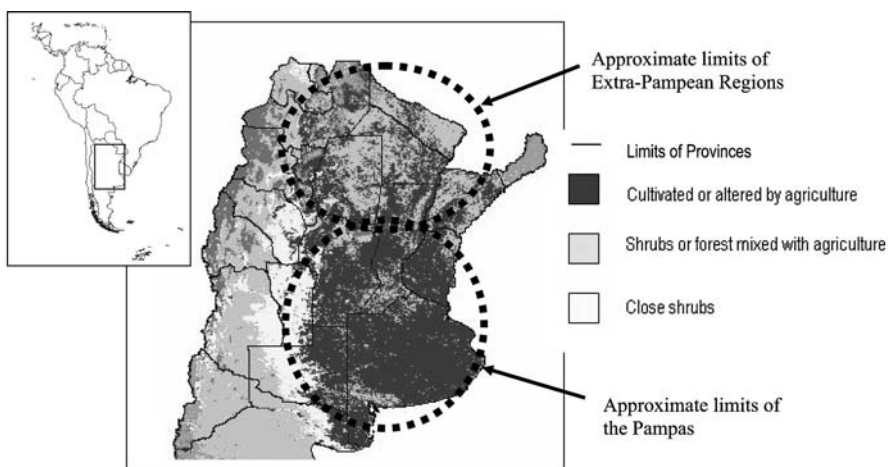 Approximate limits of
Extra-Pampean Regions
Limits of Provinces
Cultivated or altered by agriculture
Shrubs or forest mixed with agriculture
Close shrubs
Approximate limits of
the Pampas